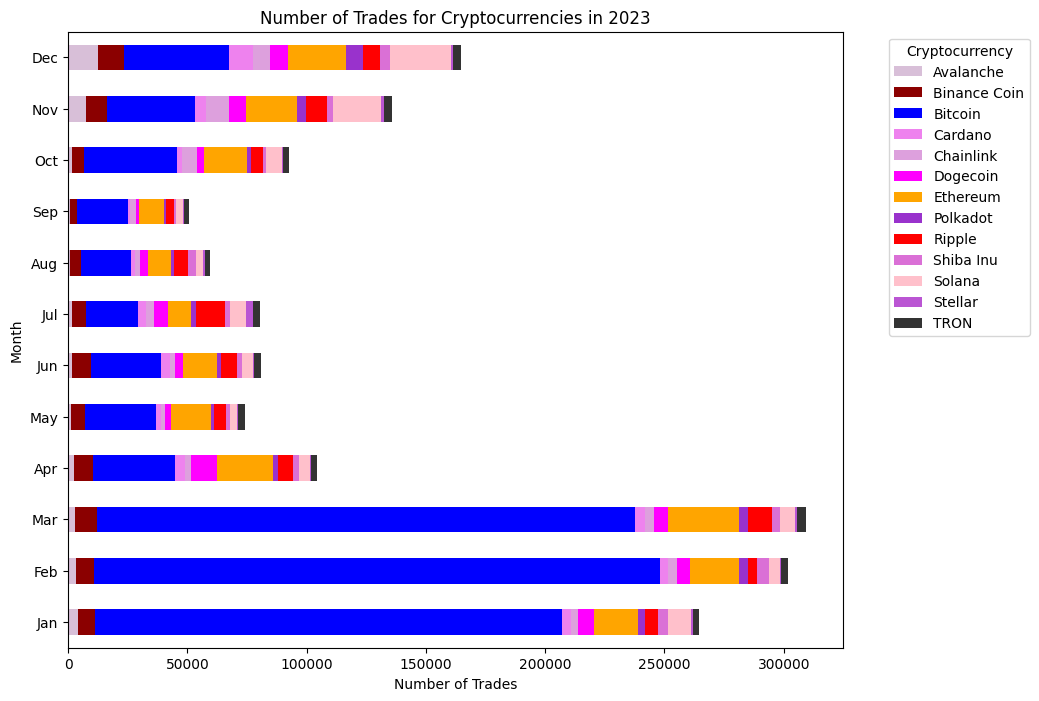 Number of Trades for Cryptocurrencies in 2023
Month
Dec
Nov
Oct
Sep
Aug
Jul
Jun
May
Apr
Mar
Feb
Jan
0 50000 100000 150000 200000 250000 300000
Number of Trades
Cryptocurrency
Avalanche
Binance Coin
Bitcoin
Cardano
Chainlink
Dogecoin
Ethereum
Polkadot
Ripple
Shiba Inu
Solana
Stellar
TRON